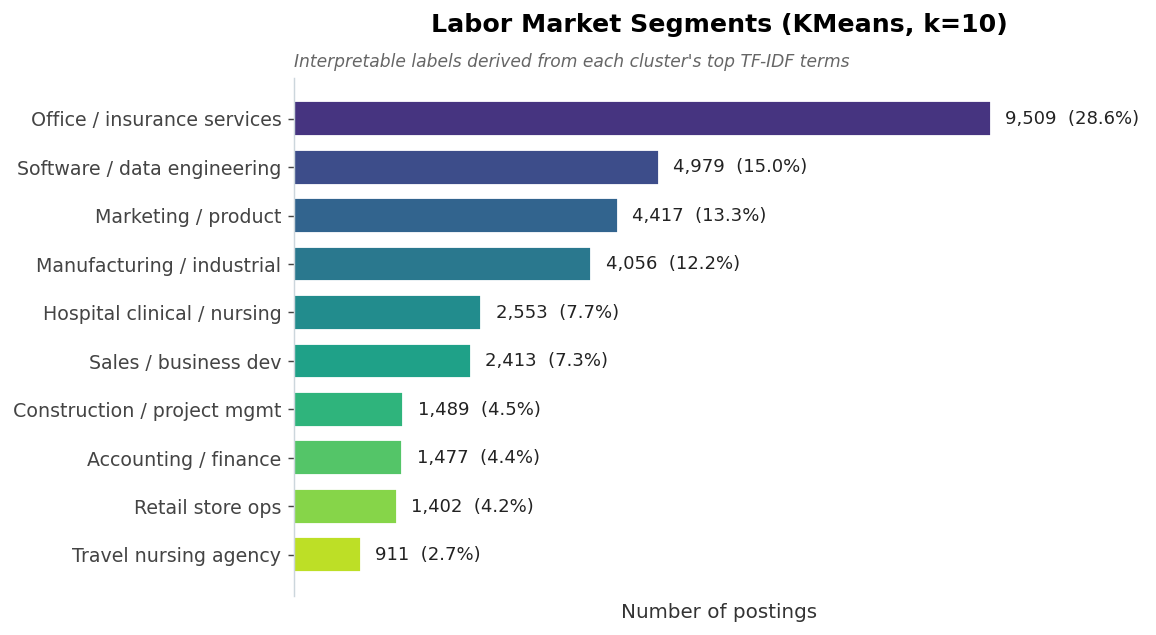 Labor Market Segments (KMeans, k=10)
Interpretable labels derived from each cluster's top TF-IDF terms
Office / insurance services 9,509 (28.6%)
Software / data engineering 4,979 (15.0%)
Marketing / product 4,417 (13.3%)
Manufacturing / industrial 4,056 (12.2%)
Hospital clinical / nursing 2,553 (7.7%)
Sales / business dev 2,413 (7.3%)
Construction / project mgmt 1,489 (4.5%)
Accounting / finance 1,477 (4.4%)
Retail store ops 1,402 (4.2%)
Travel nursing agency 911 (2.7%)
Number of postings